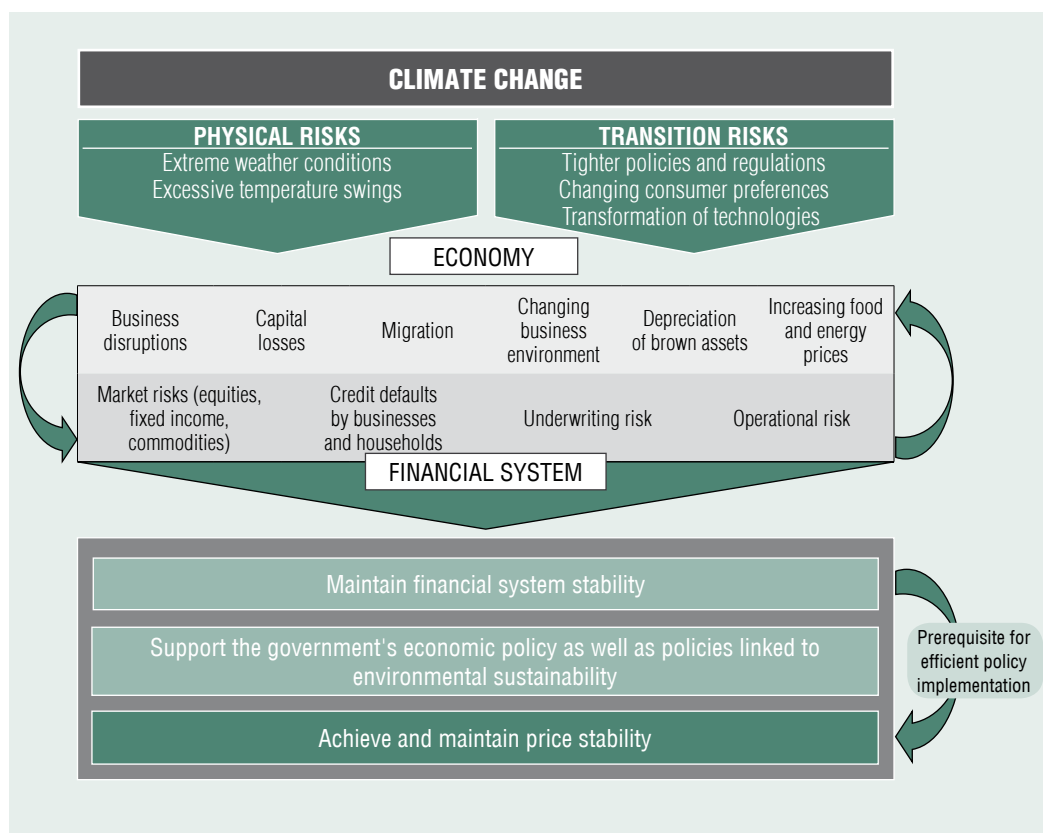 CLIMATE CHANGE
PHYSICAL RISKS
Extreme weather conditions
Excessive temperature swings
TRANSITION RISKS
Tighter policies and regulations
Changing consumer preferences
Transformation of technologies
ECONOMY
Business
disruptions
Capital
losses
Migration
Changing
business
environment
Depreciation
of brown assets
Increasing food
and energy
prices
Market risks (equities,
fixed income,
commodities)
Credit defaults
by businesses
and households
Underwriting risk
Operational risk
FINANCIAL SYSTEM
Maintain financial system stability
Support the government's economic policy as well as policies linked to
environmental sustainability
Achieve and maintain price stability
Prerequisite for
efficient policy
implementation